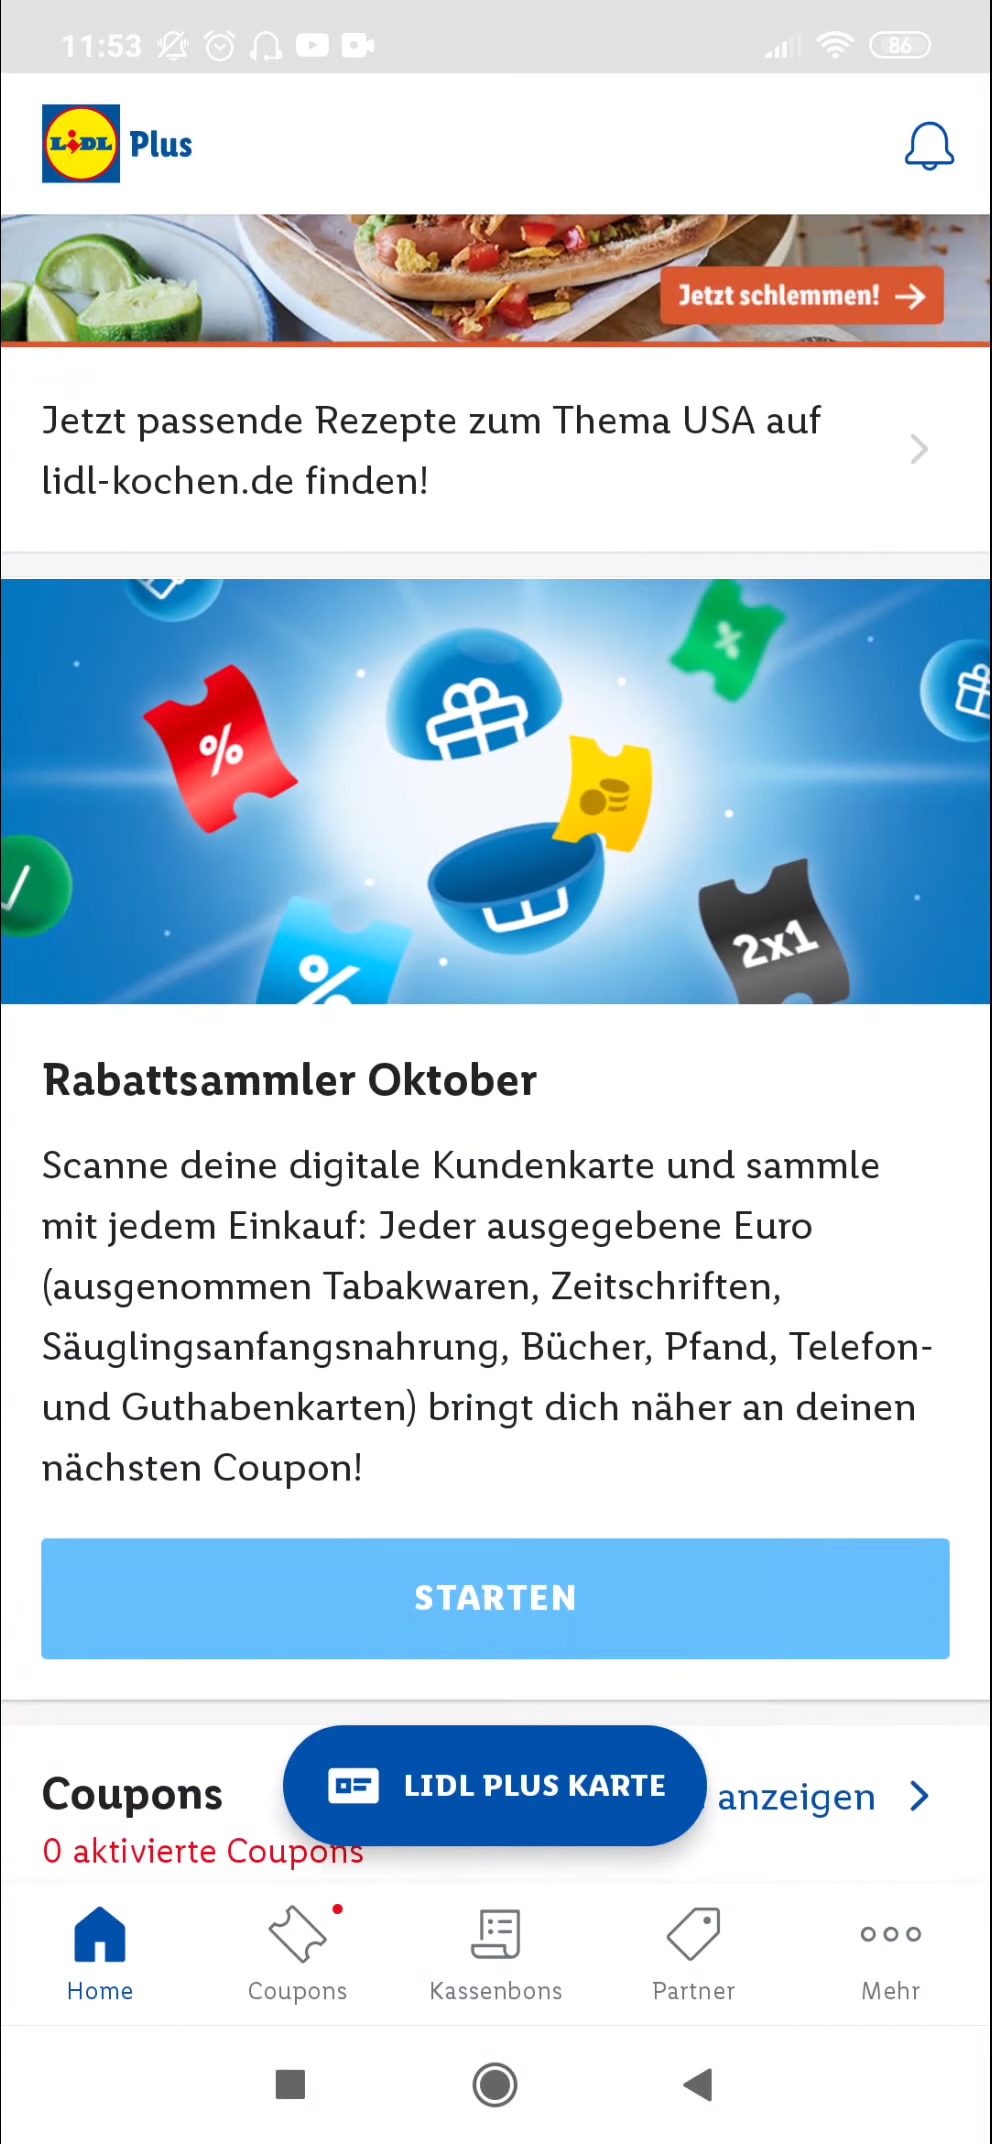 11:53
86
LIDL Plus
Jetzt schlemmen!
Jetzt passende Rezepte zum Thema USA auf
lidl-kochen.de finden!
%
%
%
2x1
Rabattsammler Oktober
Scanne deine digitale Kundenkarte und sammle
mit jedem Einkauf: Jeder ausgegebene Euro
(ausgenommen Tabakwaren, Zeitschriften,
Säuglingsanfangsnahrung, Bücher, Pfand, Telefon-
und Guthabenkarten) bringt dich näher an deinen
nächsten Coupon!
STARTEN
Coupons
LIDL PLUS KARTE
anzeigen
0 aktivierte Coupons
Home
Coupons
Kassenbons
Partner
Mehr